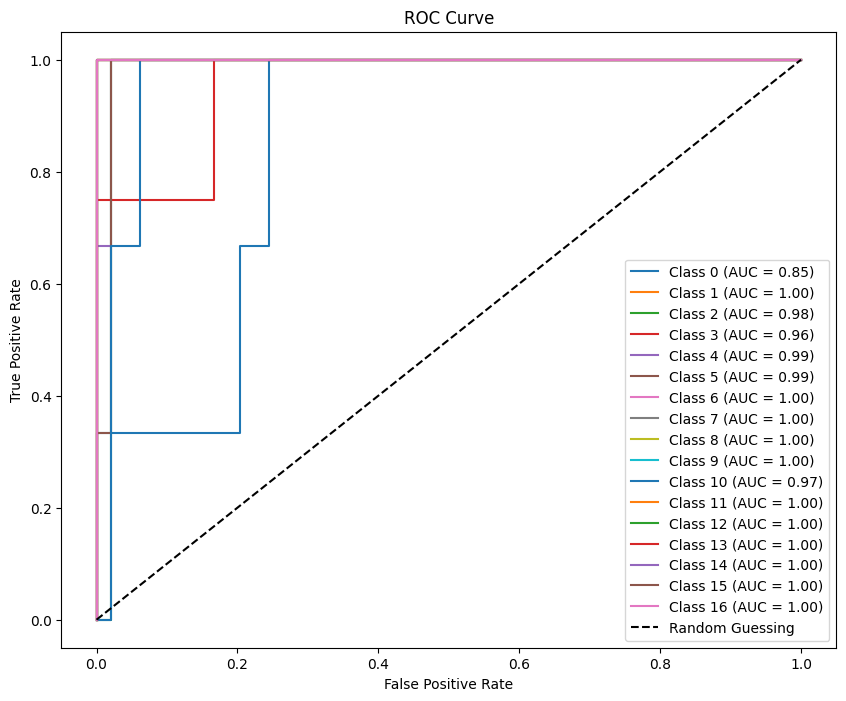 ROC Curve
1.0
0.8
0.6
0.4
0.2
0.0
True Positive Rate
Class 0 (AUC = 0.85)
Class 1 (AUC = 1.00)
Class 2 (AUC = 0.98)
Class 3 (AUC = 0.96)
Class 4 (AUC = 0.99)
Class 5 (AUC = 0.99)
Class 6 (AUC = 1.00)
Class 7 (AUC = 1.00)
Class 8 (AUC = 1.00)
Class 9 (AUC = 1.00)
Class 10 (AUC = 0.97)
Class 11 (AUC = 1.00)
Class 12 (AUC = 1.00)
Class 13 (AUC = 1.00)
Class 14 (AUC = 1.00)
Class 15 (AUC = 1.00)
Class 16 (AUC = 1.00)
Random Guessing
0.0 0.2 0.4 0.6 0.8 1.0
False Positive Rate